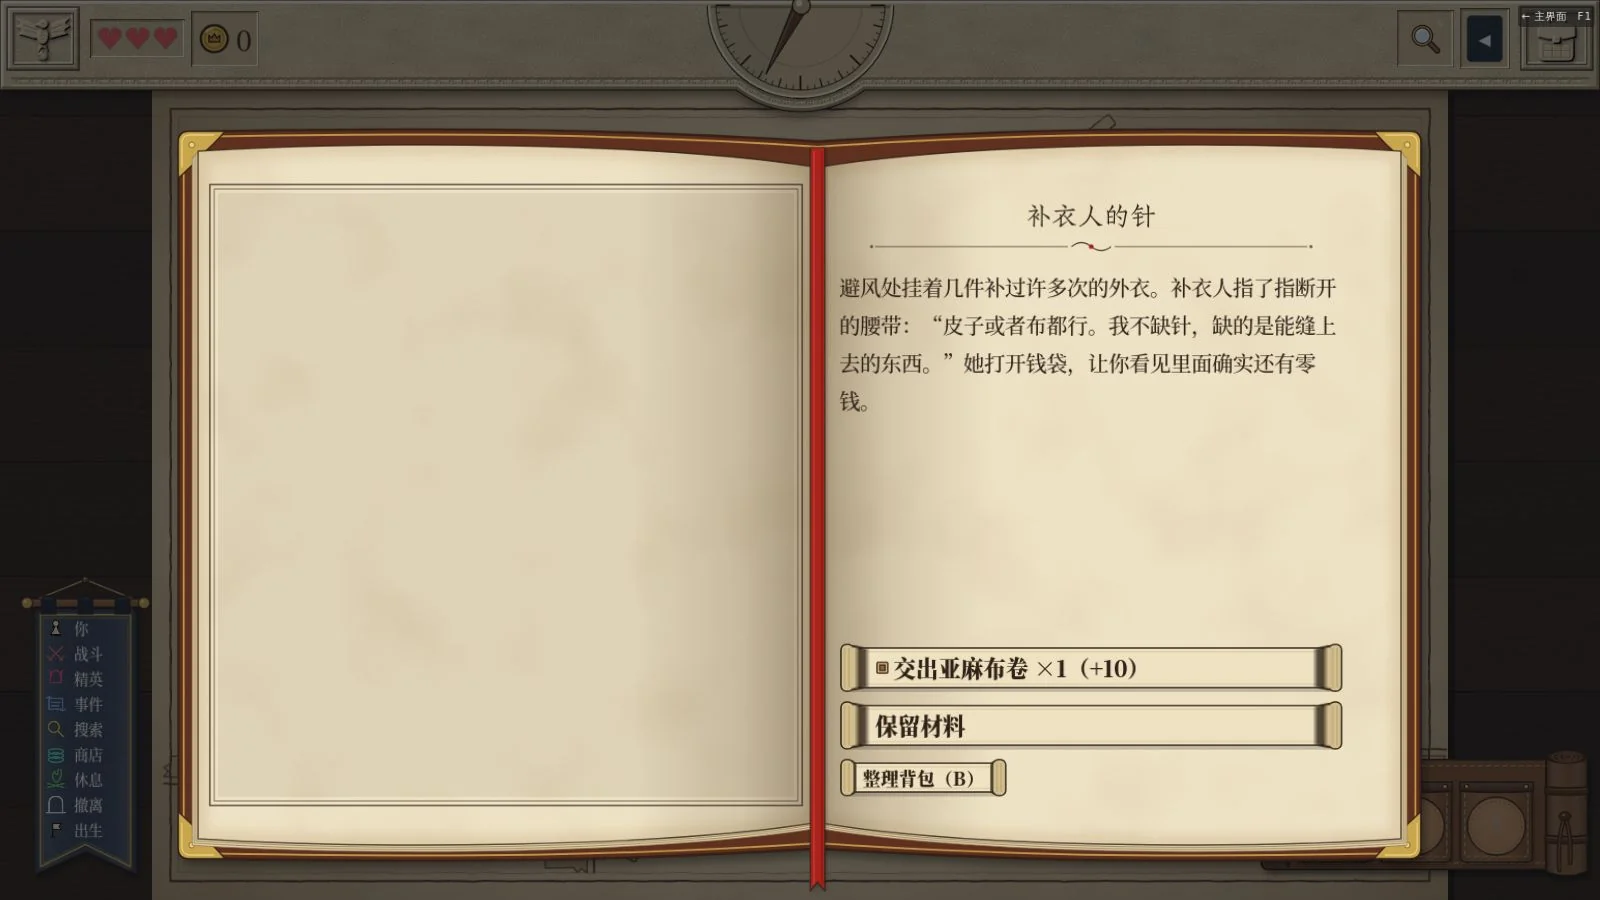 0
← 主界面 F1
补衣人的针
避风处挂着几件补过许多次的外衣。补衣人指了指断开
的腰带：“皮子或者布都行。我不缺针，缺的是能缝上
去的东西。”她打开钱袋，让你看见里面确实还有零
钱。
交出亚麻布卷 ×1（+10）
保留材料
整理背包（B）
你
战斗
精英
事件
搜索
商店
休息
撤离
出生